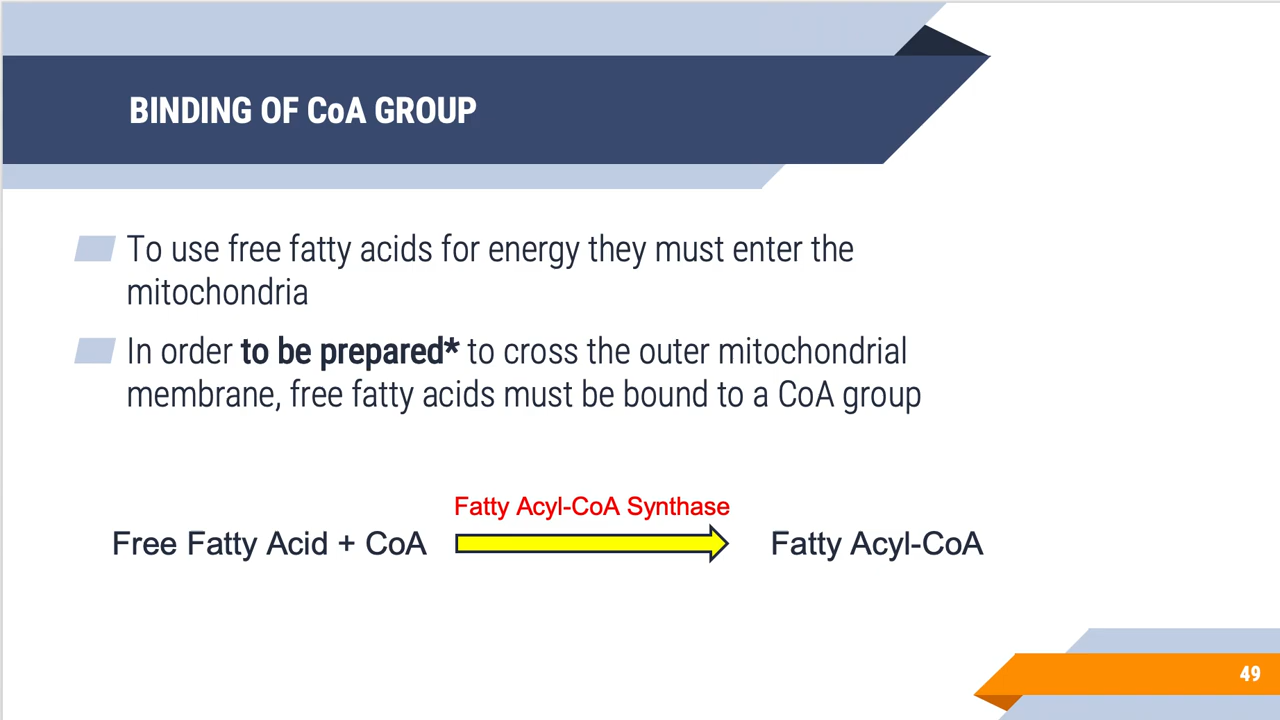 BINDING OF CoA GROUP
To use free fatty acids for energy they must enter the
mitochondria
In order to be prepared* to cross the outer mitochondrial
membrane, free fatty acids must be bound to a CoA group
Fatty Acyl-CoA Synthase
Free Fatty Acid + CoA
Fatty Acyl-CoA
49